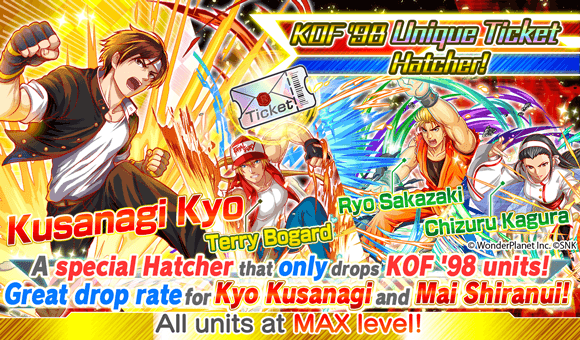 KOF '98 Unique Ticket
Hatcher!
Ticket!
Kusanagi Kyo
Terry Bogard
Ryo Sakazaki
Chizuru Kagura
© WonderPlanet Inc. ©SNK
A special Hatcher that only drops KOF '98 units!
Great drop rate for Kyo Kusanagi and Mai Shiranui!
All units at MAX level!